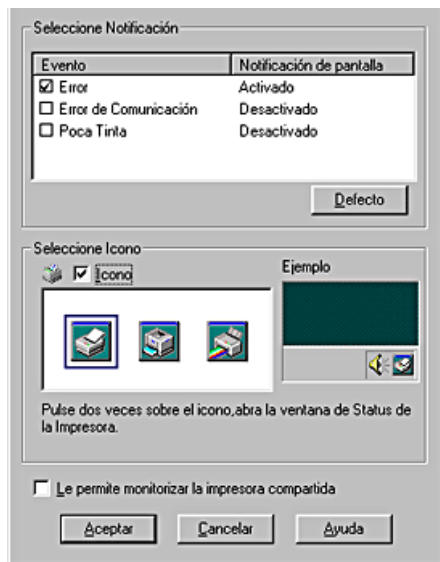 Seleccione Notificación
Evento Notificación de pantalla
Error Activado
Error de Comunicación Desactivado
Poca Tinta Desactivado
Defecto
Seleccione Icono
Icono
Ejemplo
Pulse dos veces sobre el icono,abra la ventana de Status de
la Impresora.
Le permite monitorizar la impresora compartida
Aceptar Cancelar Ayuda